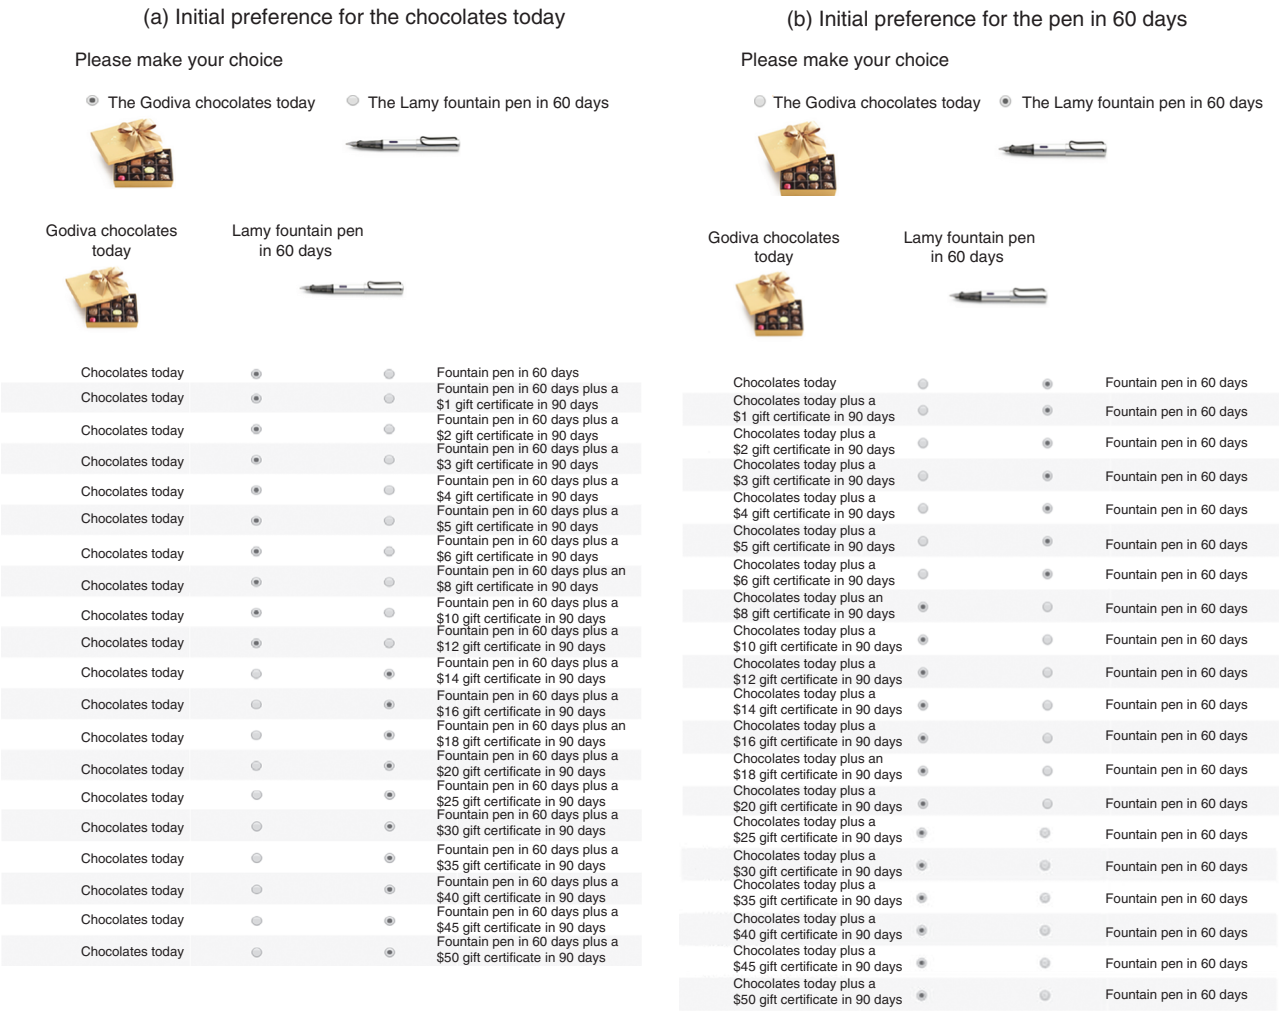 (a) Initial preference for the chocolates today
Please make your choice
The Godiva chocolates today
The Lamy fountain pen in 60 days
Godiva chocolates
today
Lamy fountain pen
in 60 days
Chocolates today
Fountain pen in 60 days
Chocolates today
Fountain pen in 60 days plus a
$1 gift certificate in 90 days
Chocolates today
Fountain pen in 60 days plus a
$2 gift certificate in 90 days
Chocolates today
Fountain pen in 60 days plus a
$3 gift certificate in 90 days
Chocolates today
Fountain pen in 60 days plus a
$4 gift certificate in 90 days
Chocolates today
Fountain pen in 60 days plus a
$5 gift certificate in 90 days
Chocolates today
Fountain pen in 60 days plus a
$6 gift certificate in 90 days
Chocolates today
Fountain pen in 60 days plus an
$8 gift certificate in 90 days
Chocolates today
Fountain pen in 60 days plus a
$10 gift certificate in 90 days
Chocolates today
Fountain pen in 60 days plus a
$12 gift certificate in 90 days
Chocolates today
Fountain pen in 60 days plus a
$14 gift certificate in 90 days
Chocolates today
Fountain pen in 60 days plus a
$16 gift certificate in 90 days
Chocolates today
Fountain pen in 60 days plus an
$18 gift certificate in 90 days
Chocolates today
Fountain pen in 60 days plus a
$20 gift certificate in 90 days
Chocolates today
Fountain pen in 60 days plus a
$25 gift certificate in 90 days
Chocolates today
Fountain pen in 60 days plus a
$30 gift certificate in 90 days
Chocolates today
Fountain pen in 60 days plus a
$35 gift certificate in 90 days
Chocolates today
Fountain pen in 60 days plus a
$40 gift certificate in 90 days
Chocolates today
Fountain pen in 60 days plus a
$45 gift certificate in 90 days
Chocolates today
Fountain pen in 60 days plus a
$50 gift certificate in 90 days
(b) Initial preference for the pen in 60 days
Please make your choice
The Godiva chocolates today
The Lamy fountain pen in 60 days
Godiva chocolates
today
Lamy fountain pen
in 60 days
Chocolates today
Fountain pen in 60 days
Chocolates today plus a
$1 gift certificate in 90 days
Fountain pen in 60 days
Chocolates today plus a
$2 gift certificate in 90 days
Fountain pen in 60 days
Chocolates today plus a
$3 gift certificate in 90 days
Fountain pen in 60 days
Chocolates today plus a
$4 gift certificate in 90 days
Fountain pen in 60 days
Chocolates today plus a
$5 gift certificate in 90 days
Fountain pen in 60 days
Chocolates today plus a
$6 gift certificate in 90 days
Fountain pen in 60 days
Chocolates today plus an
$8 gift certificate in 90 days
Fountain pen in 60 days
Chocolates today plus a
$10 gift certificate in 90 days
Fountain pen in 60 days
Chocolates today plus a
$12 gift certificate in 90 days
Fountain pen in 60 days
Chocolates today plus a
$14 gift certificate in 90 days
Fountain pen in 60 days
Chocolates today plus a
$16 gift certificate in 90 days
Fountain pen in 60 days
Chocolates today plus an
$18 gift certificate in 90 days
Fountain pen in 60 days
Chocolates today plus a
$20 gift certificate in 90 days
Fountain pen in 60 days
Chocolates today plus a
$25 gift certificate in 90 days
Fountain pen in 60 days
Chocolates today plus a
$30 gift certificate in 90 days
Fountain pen in 60 days
Chocolates today plus a
$35 gift certificate in 90 days
Fountain pen in 60 days
Chocolates today plus a
$40 gift certificate in 90 days
Fountain pen in 60 days
Chocolates today plus a
$45 gift certificate in 90 days
Fountain pen in 60 days
Chocolates today plus a
$50 gift certificate in 90 days
Fountain pen in 60 days